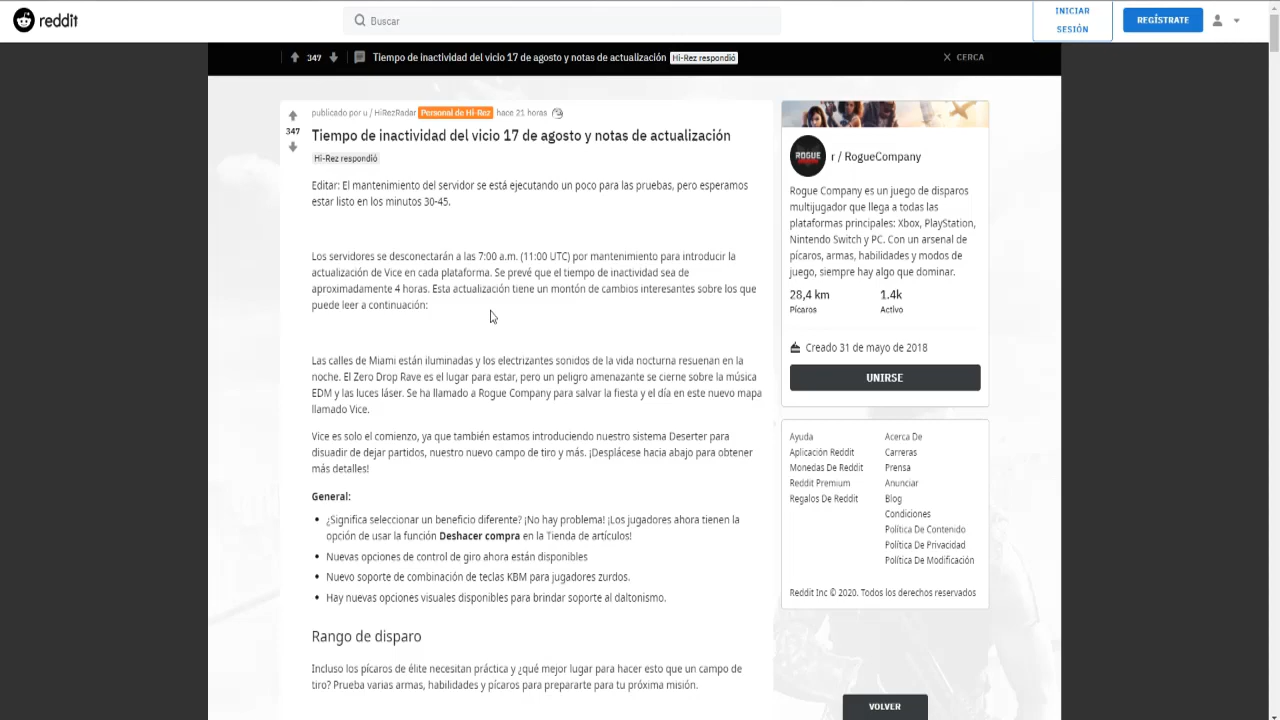 reddit
Buscar
INICIAR
SESIÓN
REGÍSTRATE
347
Tiempo de inactividad del vicio 17 de agosto y notas de actualización
Hi-Rez respondió
CERCA
publicado por u / HiRezRadar Personal de Hi-Rez hace 21 horas
347
Tiempo de inactividad del vicio 17 de agosto y notas de actualización
Hi-Rez respondió
Editar: El mantenimiento del servidor se está ejecutando un poco para las pruebas, pero esperamos
estar listo en los minutos 30-45.
Los servidores se desconectarán a las 7:00 a.m. (11:00 UTC) por mantenimiento para introducir la
actualización de Vice en cada plataforma. Se prevé que el tiempo de inactividad sea de
aproximadamente 4 horas. Esta actualización tiene un montón de cambios interesantes sobre los que
puede leer a continuación:
Las calles de Miami están iluminadas y los electrizantes sonidos de la vida nocturna resuenan en la
noche. El Zero Drop Rave es el lugar para estar, pero un peligro amenazante se cierne sobre la música
EDM y las luces láser. Se ha llamado a Rogue Company para salvar la fiesta y el día en este nuevo mapa
llamado Vice.
Vice es solo el comienzo, ya que también estamos introduciendo nuestro sistema Deserter para
disuadir de dejar partidos, nuestro nuevo campo de tiro y más. ¡Desplácese hacia abajo para obtener
más detalles!
General:
• ¿Significa seleccionar un beneficio diferente? ¡No hay problema! ¡Los jugadores ahora tienen la
opción de usar la función Deshacer compra en la Tienda de artículos!
• Nuevas opciones de control de giro ahora están disponibles
• Nuevo soporte de combinación de teclas KBM para jugadores zurdos.
• Hay nuevas opciones visuales disponibles para brindar soporte al daltonismo.
Rango de disparo
Incluso los pícaros de élite necesitan práctica y ¿qué mejor lugar para hacer esto que un campo de
tiro? Prueba varias armas, habilidades y pícaros para prepararte para tu próxima misión.
ROGUE
r / RogueCompany
Rogue Company es un juego de disparos
multijugador que llega a todas las
plataformas principales: Xbox, PlayStation,
Nintendo Switch y PC. Con un arsenal de
pícaros, armas, habilidades y modos de
juego, siempre hay algo que dominar.
28,4 km 1.4k
Pícaros Activo
Creado 31 de mayo de 2018
UNIRSE
Ayuda Acerca De
Aplicación Reddit Carreras
Monedas De Reddit Prensa
Reddit Premium Anunciar
Regalos De Reddit Blog
Condiciones
Política De Contenido
Política De Privacidad
Política De Modificación
Reddit Inc © 2020. Todos los derechos reservados
VOLVER